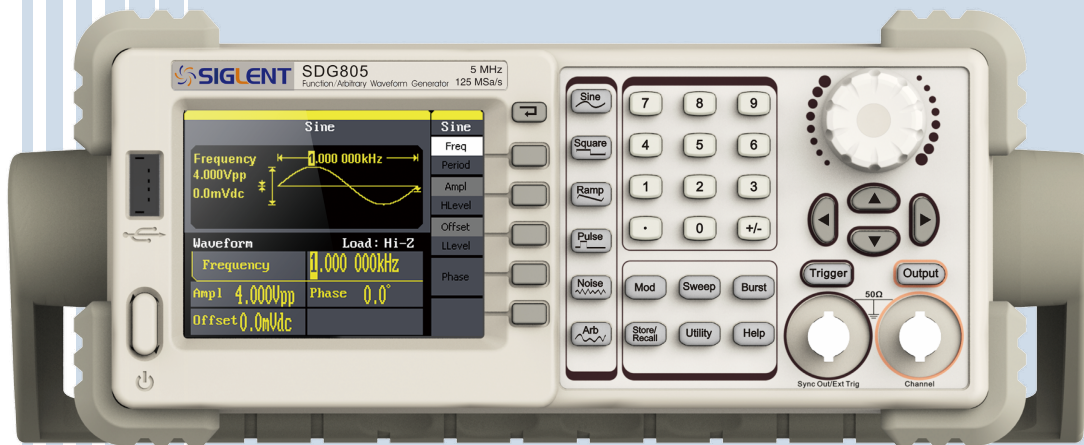 SIGLENT SDG805 5 MHz
Function/Arbitrary Waveform Generator 125 MSa/s
Sine
Frequency 1.000 000kHz
4.000Vpp
0.0mVdc
Waveform Load: Hi-Z
Frequency 1.000 000kHz
Ampl 4.000Vpp Phase 0.0°
Offset 0.0mVdc
Sine
Freq
Period
Ampl
HLevel
Offset
LLevel
Phase
Sine
Square
Ramp
Pulse
Noise
Arb
7 8 9
4 5 6
1 2 3
· 0 +/-
Mod Sweep Burst
Store/Recall Utility Help
Trigger Output
50Ω
Sync Out/Ext Trig Channel